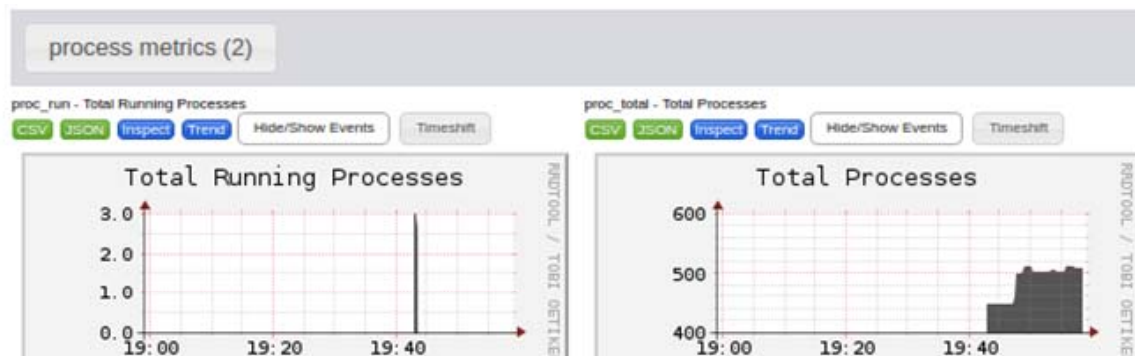 process metrics (2)
proc_run - Total Running Processes
CSV JSON Inspect Trend Hide/Show Events Timeshift
Total Running Processes
3.0
2.0
1.0
0.0
19:00 19:20 19:40
RRDTOOL / TOBI OETIKE
proc_total - Total Processes
CSV JSON Inspect Trend Hide/Show Events Timeshift
Total Processes
600
500
400
19:00 19:20 19:40
RRDTOOL / TOBI OETIKE